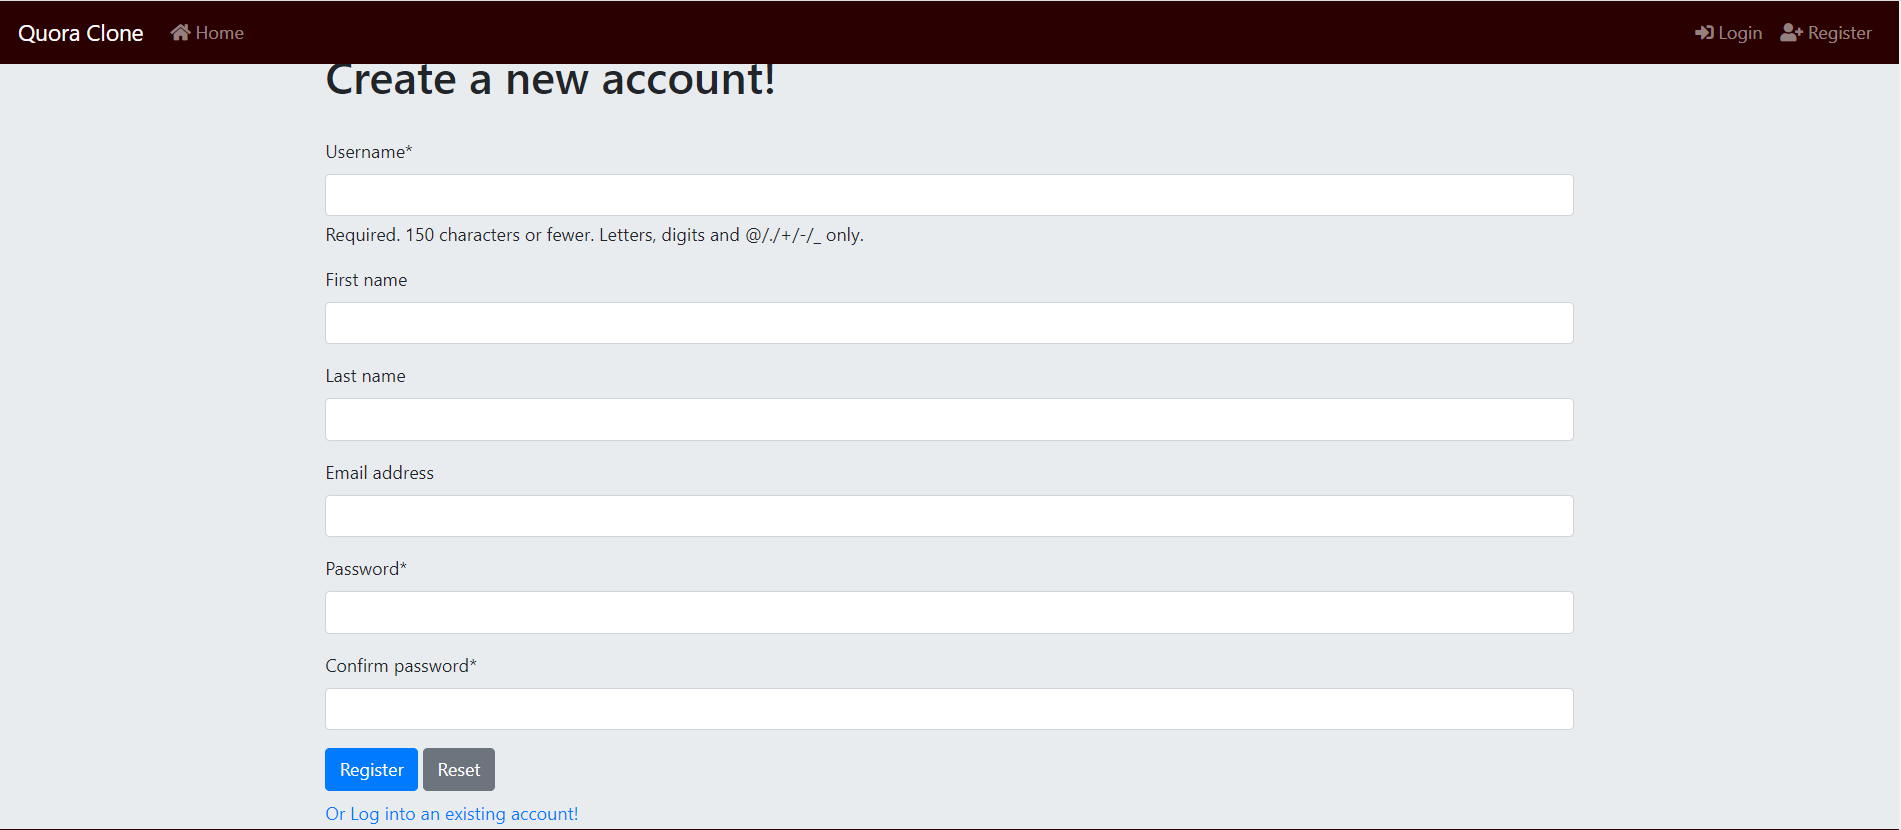 Quora Clone Home Login Register
Create a new account!
Username*
Required. 150 characters or fewer. Letters, digits and @/./+/-/_ only.
First name
Last name
Email address
Password*
Confirm password*
Register Reset
Or Log into an existing account!